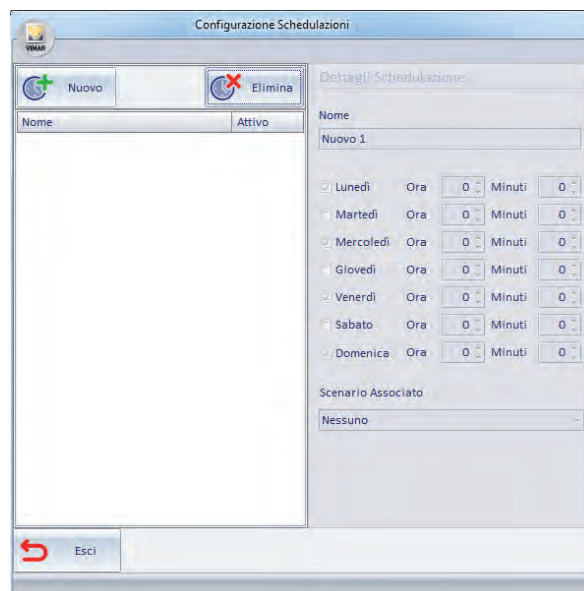 Configurazione Schedulazioni
VIMAR
Nuovo
Elimina
Nome Attivo
Dettagli Schedulazione
Nome
Nuovo 1
Lunedì Ora 0 Minuti 0
Martedì Ora 0 Minuti 0
Mercoledì Ora 0 Minuti 0
Giovedì Ora 0 Minuti 0
Venerdì Ora 0 Minuti 0
Sabato Ora 0 Minuti 0
Domenica Ora 0 Minuti 0
Scenario Associato
Nessuno
Esci